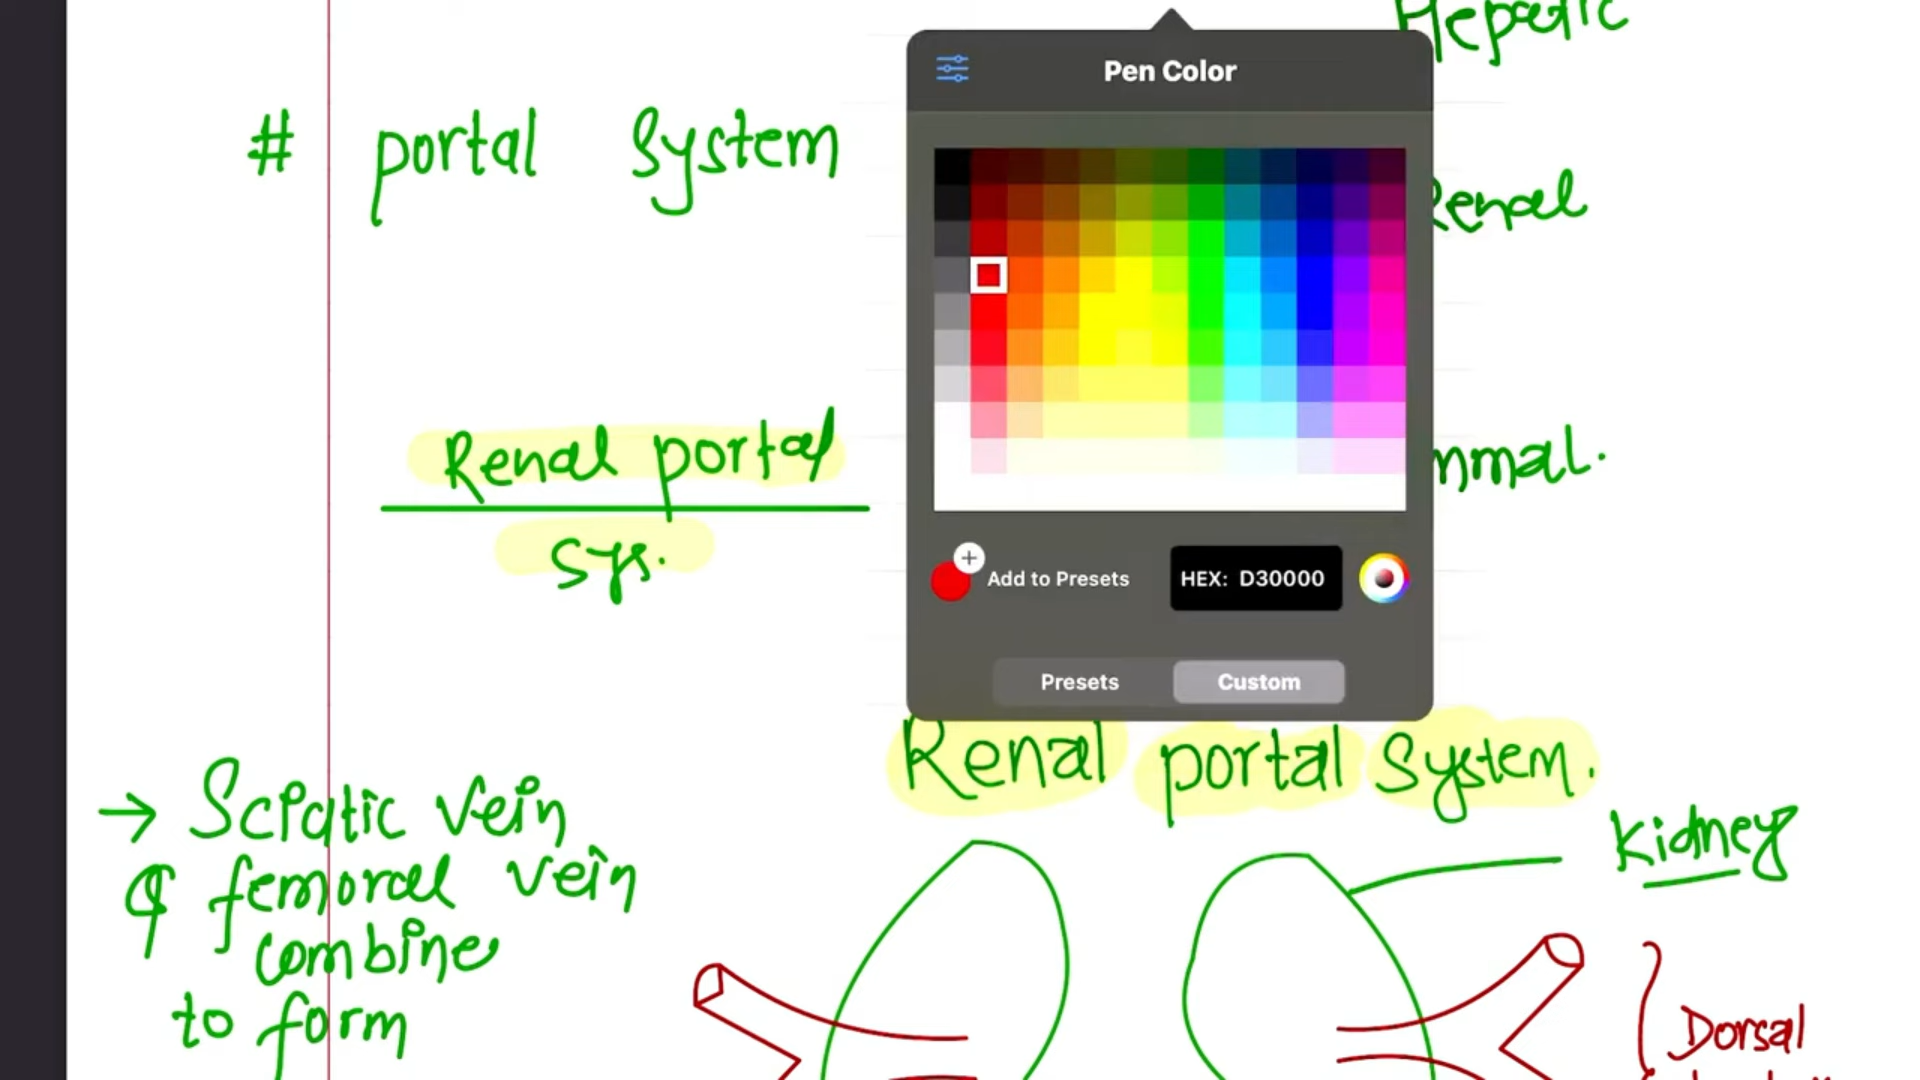 Hepatic
Pen Color
# portal System
Renal
Renal portal
mmal.
Sys.
Add to Presets
HEX: D30000
Presets
Custom
Renal portal System.
→ Sciatic vein
& femoral vein
combine
to form
Kidney
Dorsal